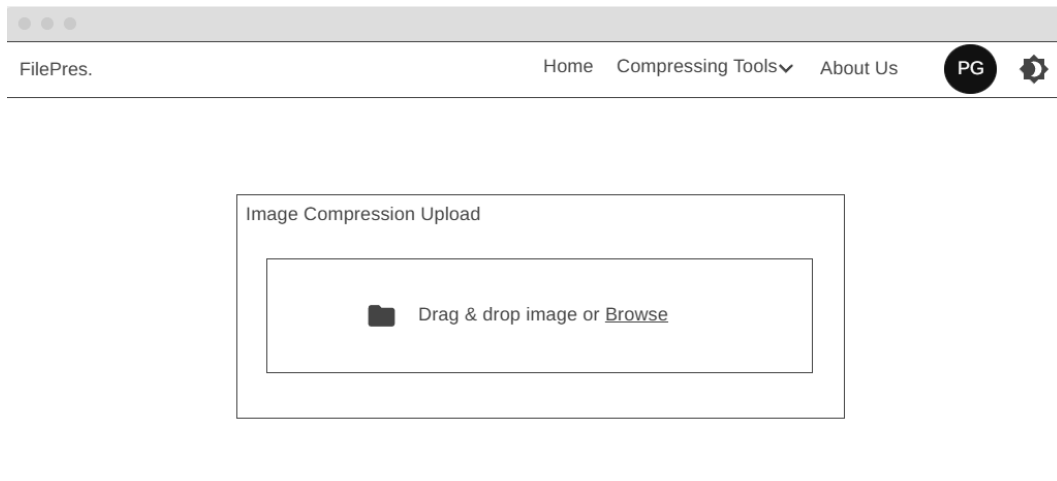 FilePres.
Home Compressing Tools About Us PG
Image Compression Upload
Drag & drop image or Browse